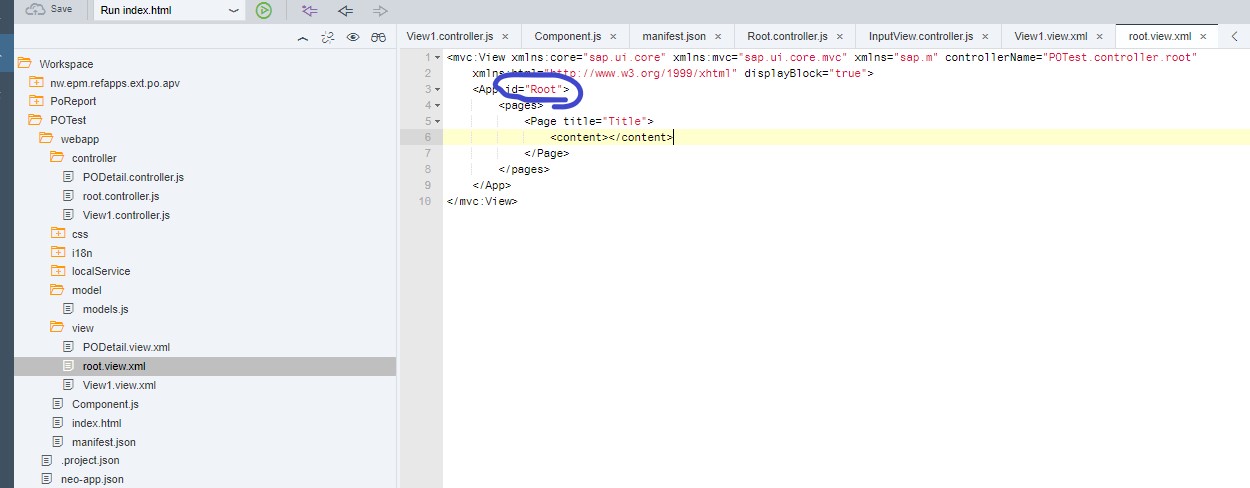 Save
Run index.html
View1.controller.js ×
Component.js ×
manifest.json ×
Root.controller.js ×
InputView.controller.js ×
View1.view.xml ×
root.view.xml ×
Workspace
nw.epm.refapps.ext.po.apv
PoReport
POTest
webapp
controller
PODetail.controller.js
root.controller.js
View1.controller.js
css
i18n
localService
model
models.js
view
PODetail.view.xml
root.view.xml
View1.view.xml
Component.js
index.html
manifest.json
.project.json
neo-app.json
1 <mvc:View xmlns:core="sap.ui.core" xmlns:mvc="sap.ui.core.mvc" xmlns="sap.m" controllerName="POTest.controller.root"
2 xmlns:html="http://www.w3.org/1999/xhtml" displayBlock="true">
3 <App id="Root">
4 <pages>
5 <Page title="Title">
6 <content></content>
7 </Page>
8 </pages>
9 </App>
10 </mvc:View>